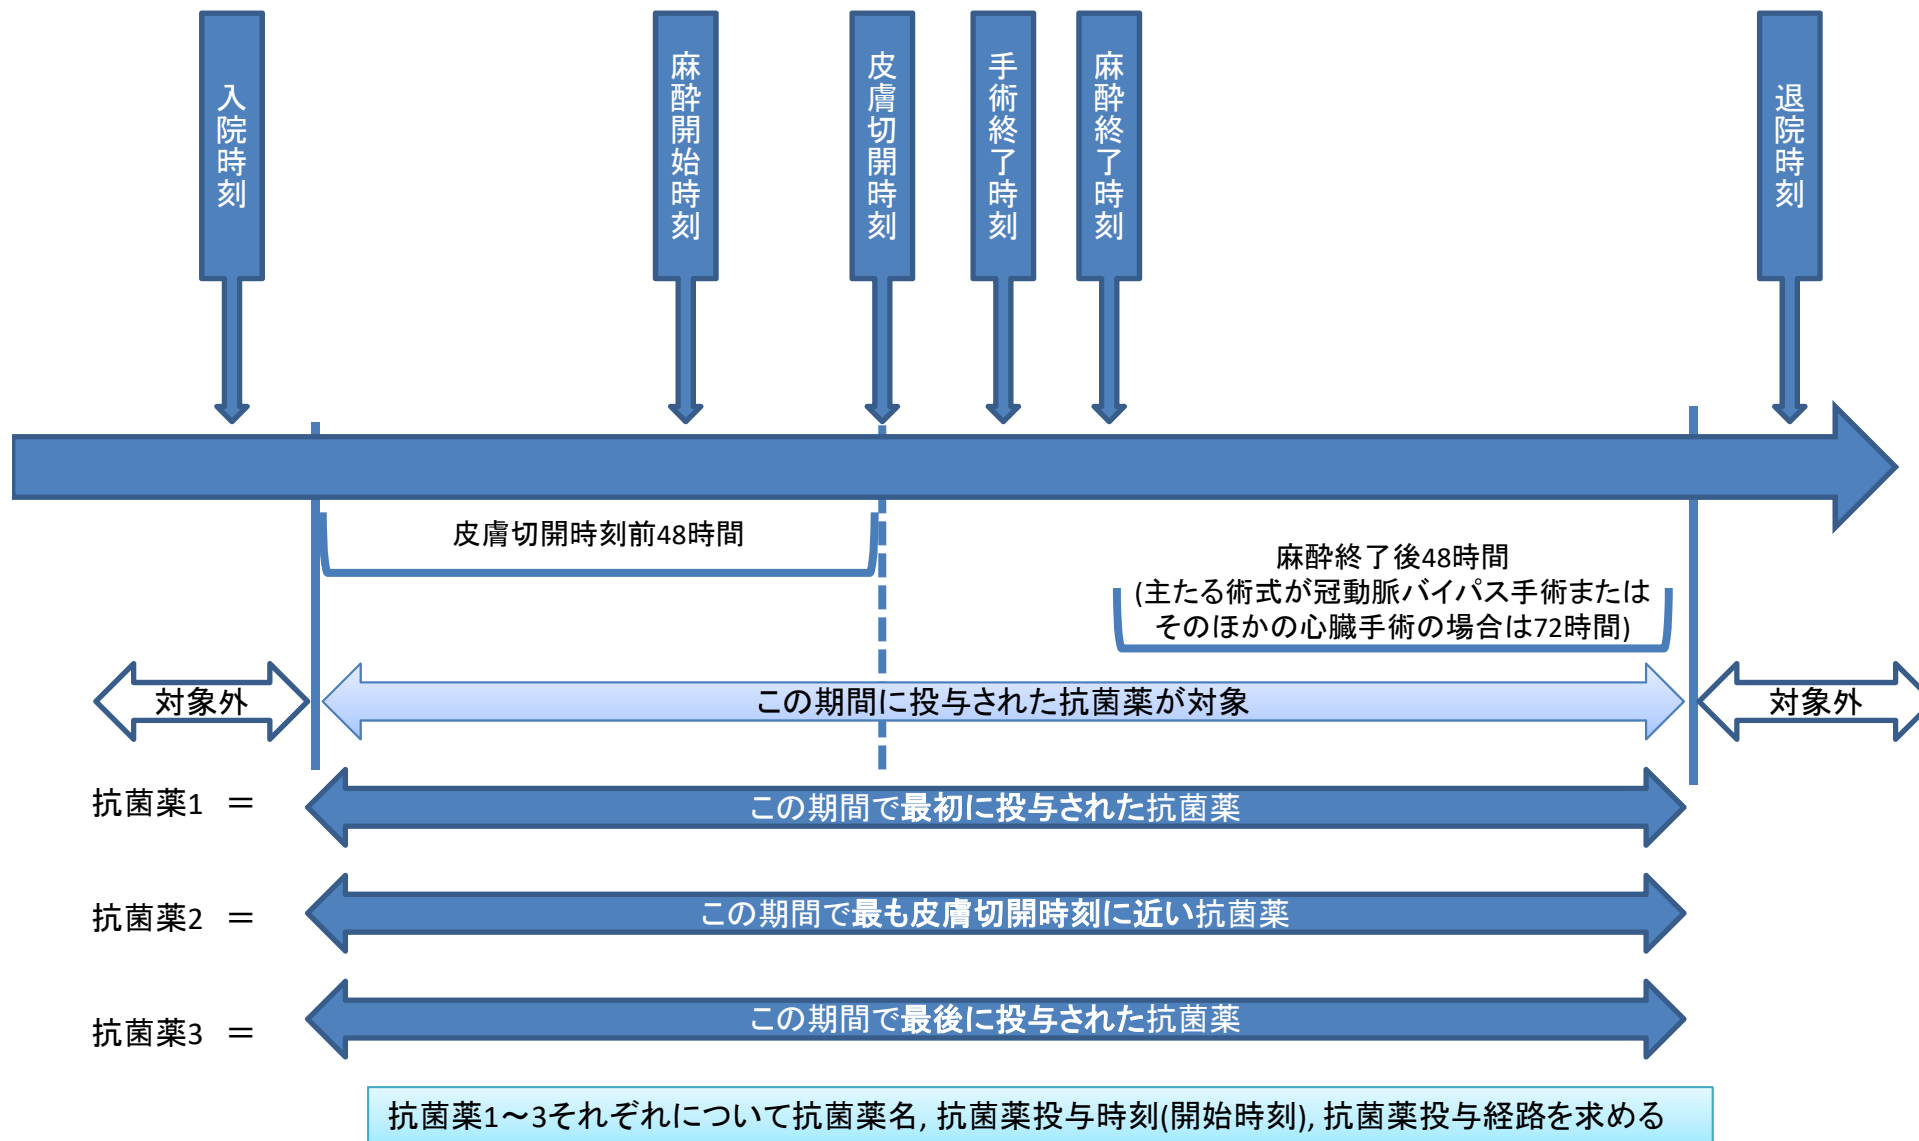 入院時刻
麻酔開始時刻
皮膚切開時刻
手術終了時刻
麻酔終了時刻
退院時刻
皮膚切開時刻前48時間
麻酔終了後48時間
(主たる術式が冠動脈バイパス手術または
そのほかの心臓手術の場合は72時間)
対象外
この期間に投与された抗菌薬が対象
対象外
抗菌薬1 ＝
この期間で最初に投与された抗菌薬
抗菌薬2 ＝
この期間で最も皮膚切開時刻に近い抗菌薬
抗菌薬3 ＝
この期間で最後に投与された抗菌薬
抗菌薬1～3それぞれについて抗菌薬名, 抗菌薬投与時刻(開始時刻), 抗菌薬投与経路を求める